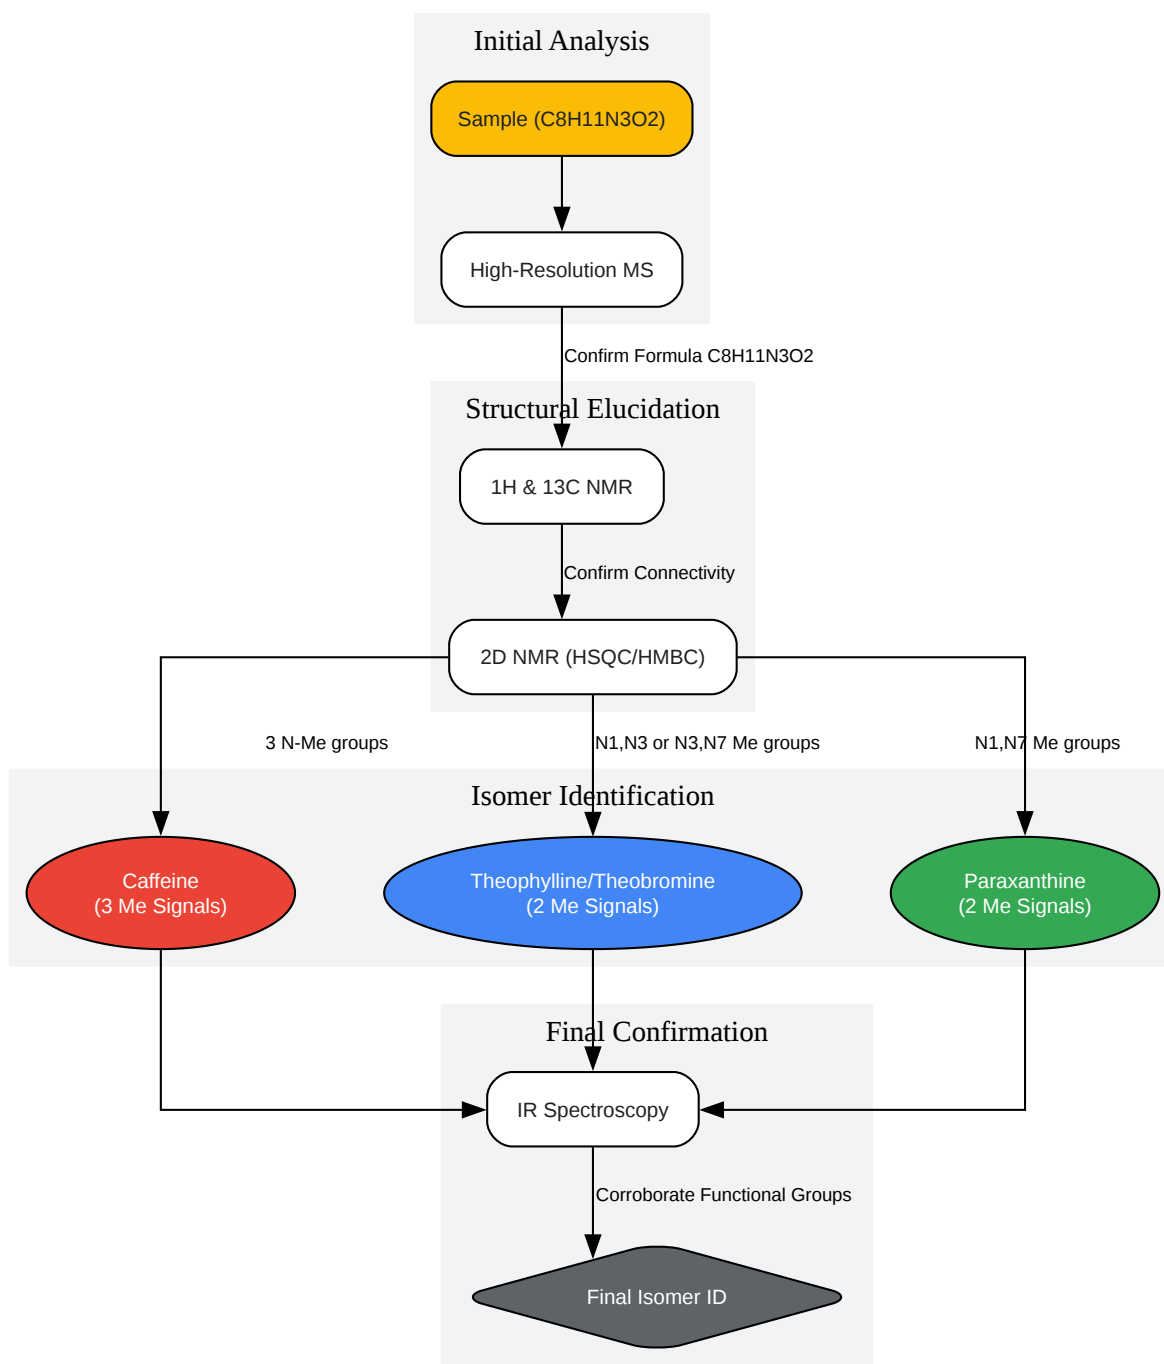 Initial Analysis
Sample (C8H11N3O2)
High-Resolution MS
Confirm Formula C8H11N3O2
Structural Elucidation
1H & 13C NMR
Confirm Connectivity
2D NMR (HSQC/HMBC)
3 N-Me groups
N1,N3 or N3,N7 Me groups
N1,N7 Me groups
Isomer Identification
Caffeine
(3 Me Signals)
Theophylline/Theobromine
(2 Me Signals)
Paraxanthine
(2 Me Signals)
Final Confirmation
IR Spectroscopy
Corroborate Functional Groups
Final Isomer ID